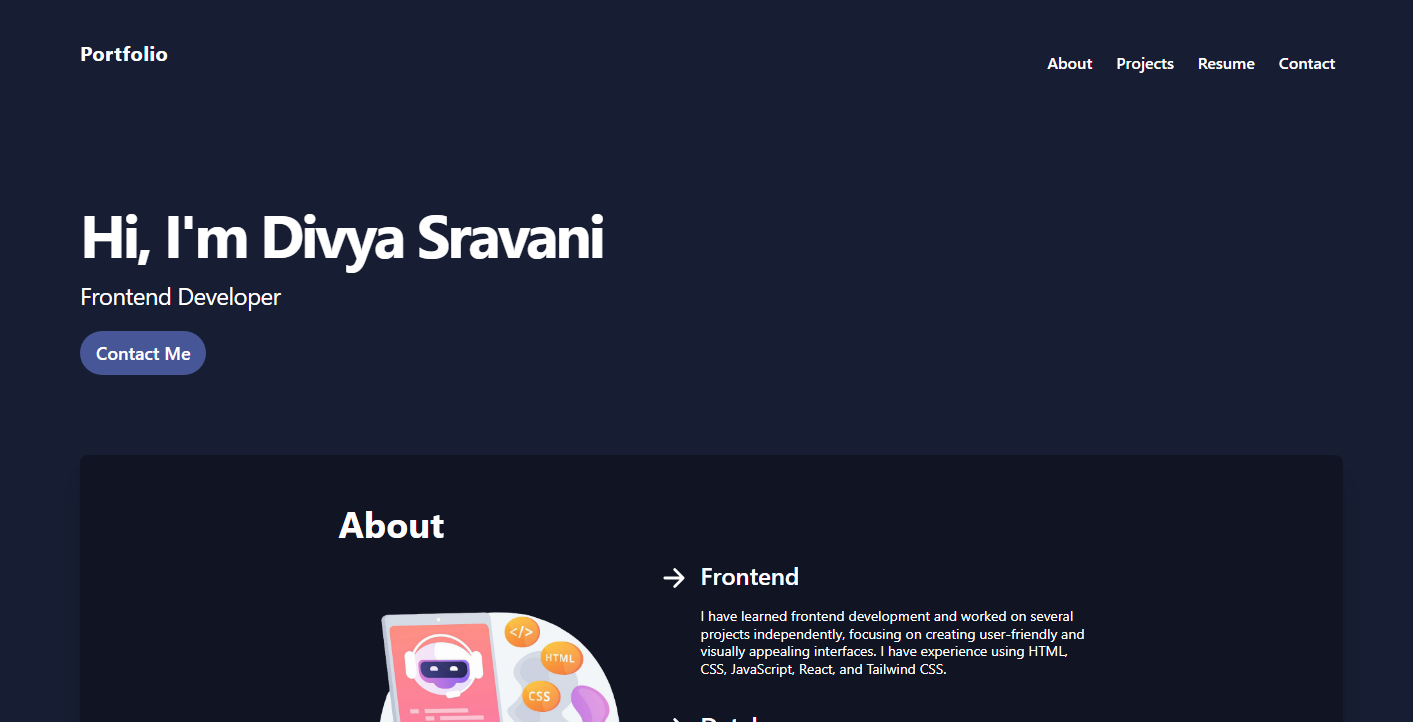 Portfolio
About Projects Resume Contact
Hi, I'm Divya Sravani
Frontend Developer
Contact Me
About
Frontend
I have learned frontend development and worked on several
projects independently, focusing on creating user-friendly and
visually appealing interfaces. I have experience using HTML,
CSS, JavaScript, React, and Tailwind CSS.
</>
HTML
CSS